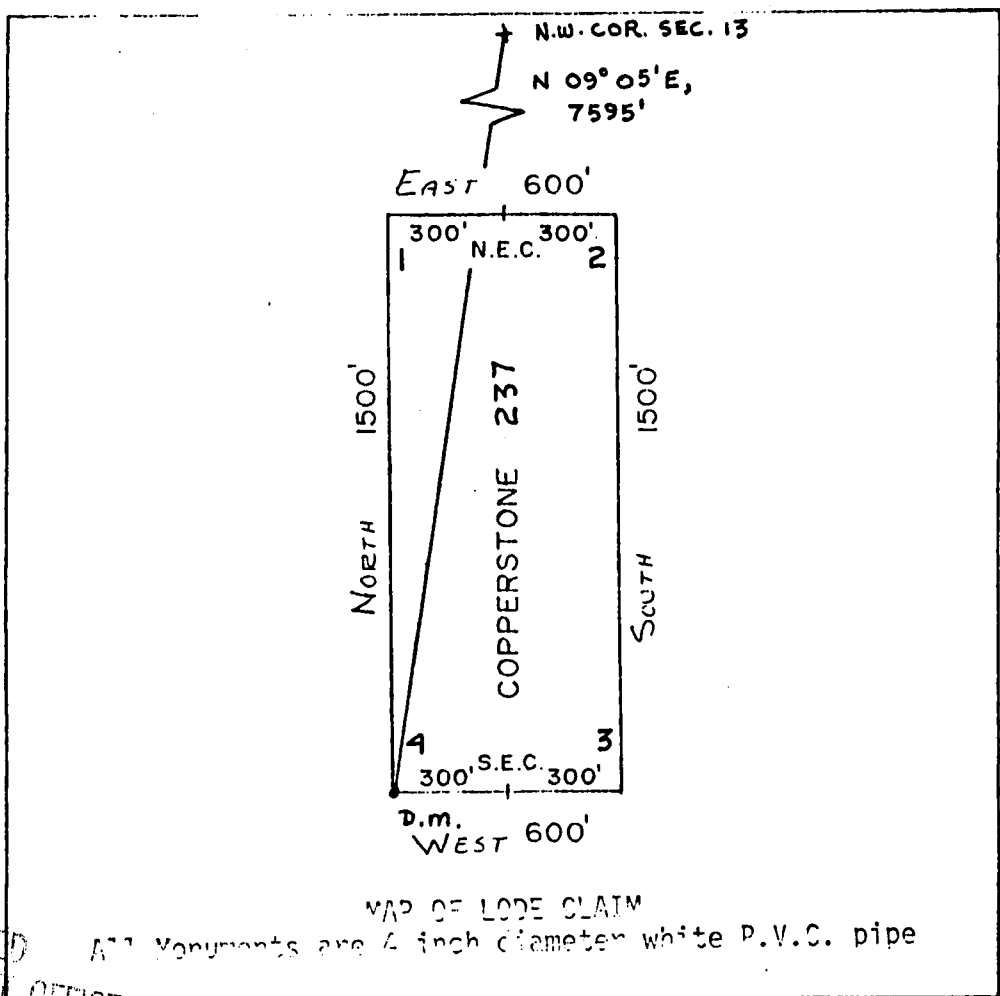 N.W. COR. SEC. 13
N 09° 05' E,
7595'
EAST 600'
300' 300'
N.E.C.
1 2
1500'
NORTH
COPPERSTONE 237
1500'
SOUTH
4 3
S.E.C.
300' 300'
D.M.
WEST 600'
MAP OF LODE CLAIM
All Monuments are 4 inch diameter white P.V.C. pipe